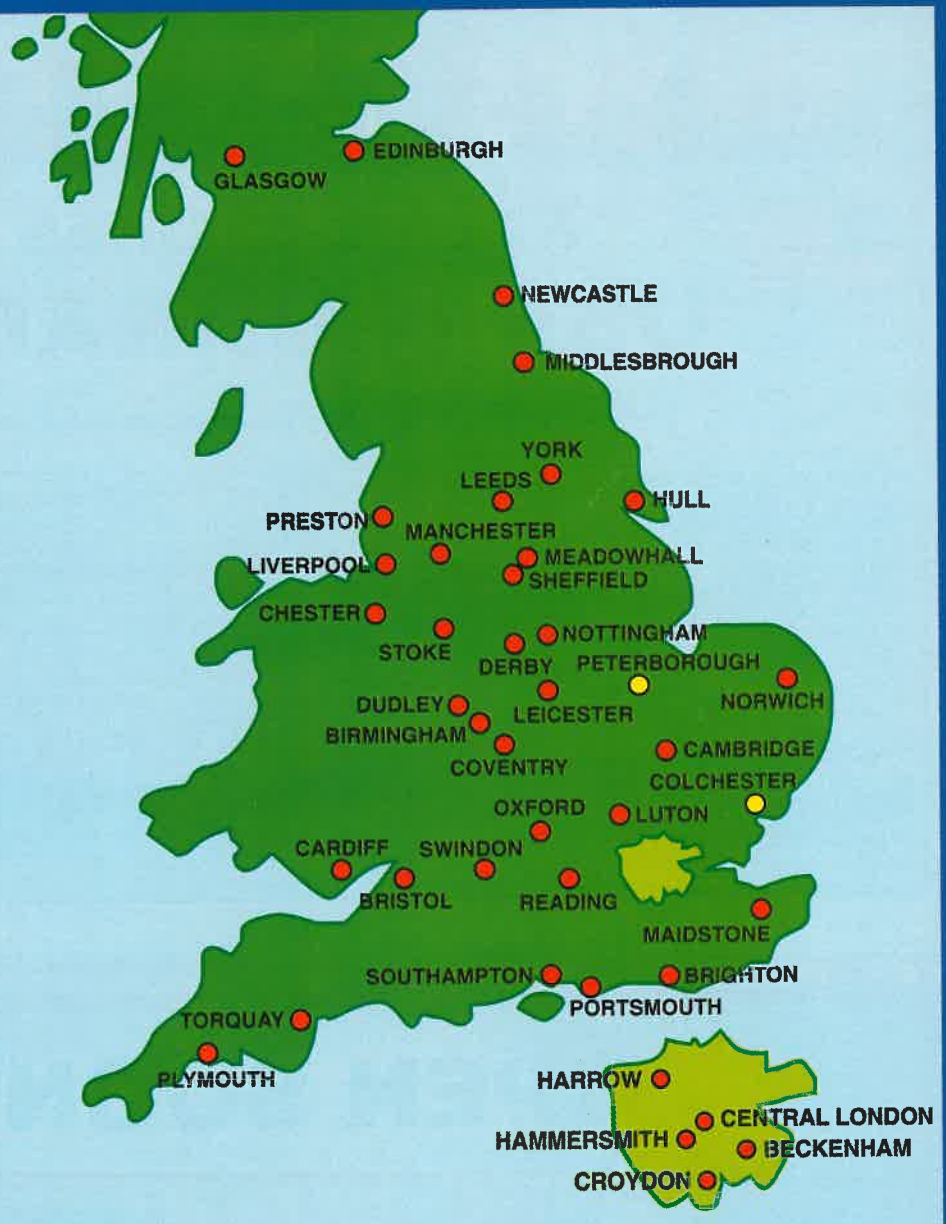 EDINBURGH
GLASGOW
NEWCASTLE
MIDDLESBROUGH
YORK
LEEDS
HULL
PRESTON
MANCHESTER
LIVERPOOL
MEADOWHALL
SHEFFIELD
CHESTER
STOKE
NOTTINGHAM
DERBY
PETERBOROUGH
NORWICH
DUDLEY
LEICESTER
BIRMINGHAM
COVENTRY
CAMBRIDGE
COLCHESTER
OXFORD
LUTON
CARDIFF
SWINDON
BRISTOL
READING
MAIDSTONE
SOUTHAMPTON
BRIGHTON
PORTSMOUTH
TORQUAY
PLYMOUTH
HARROW
CENTRAL LONDON
HAMMERSMITH
BECKENHAM
CROYDON